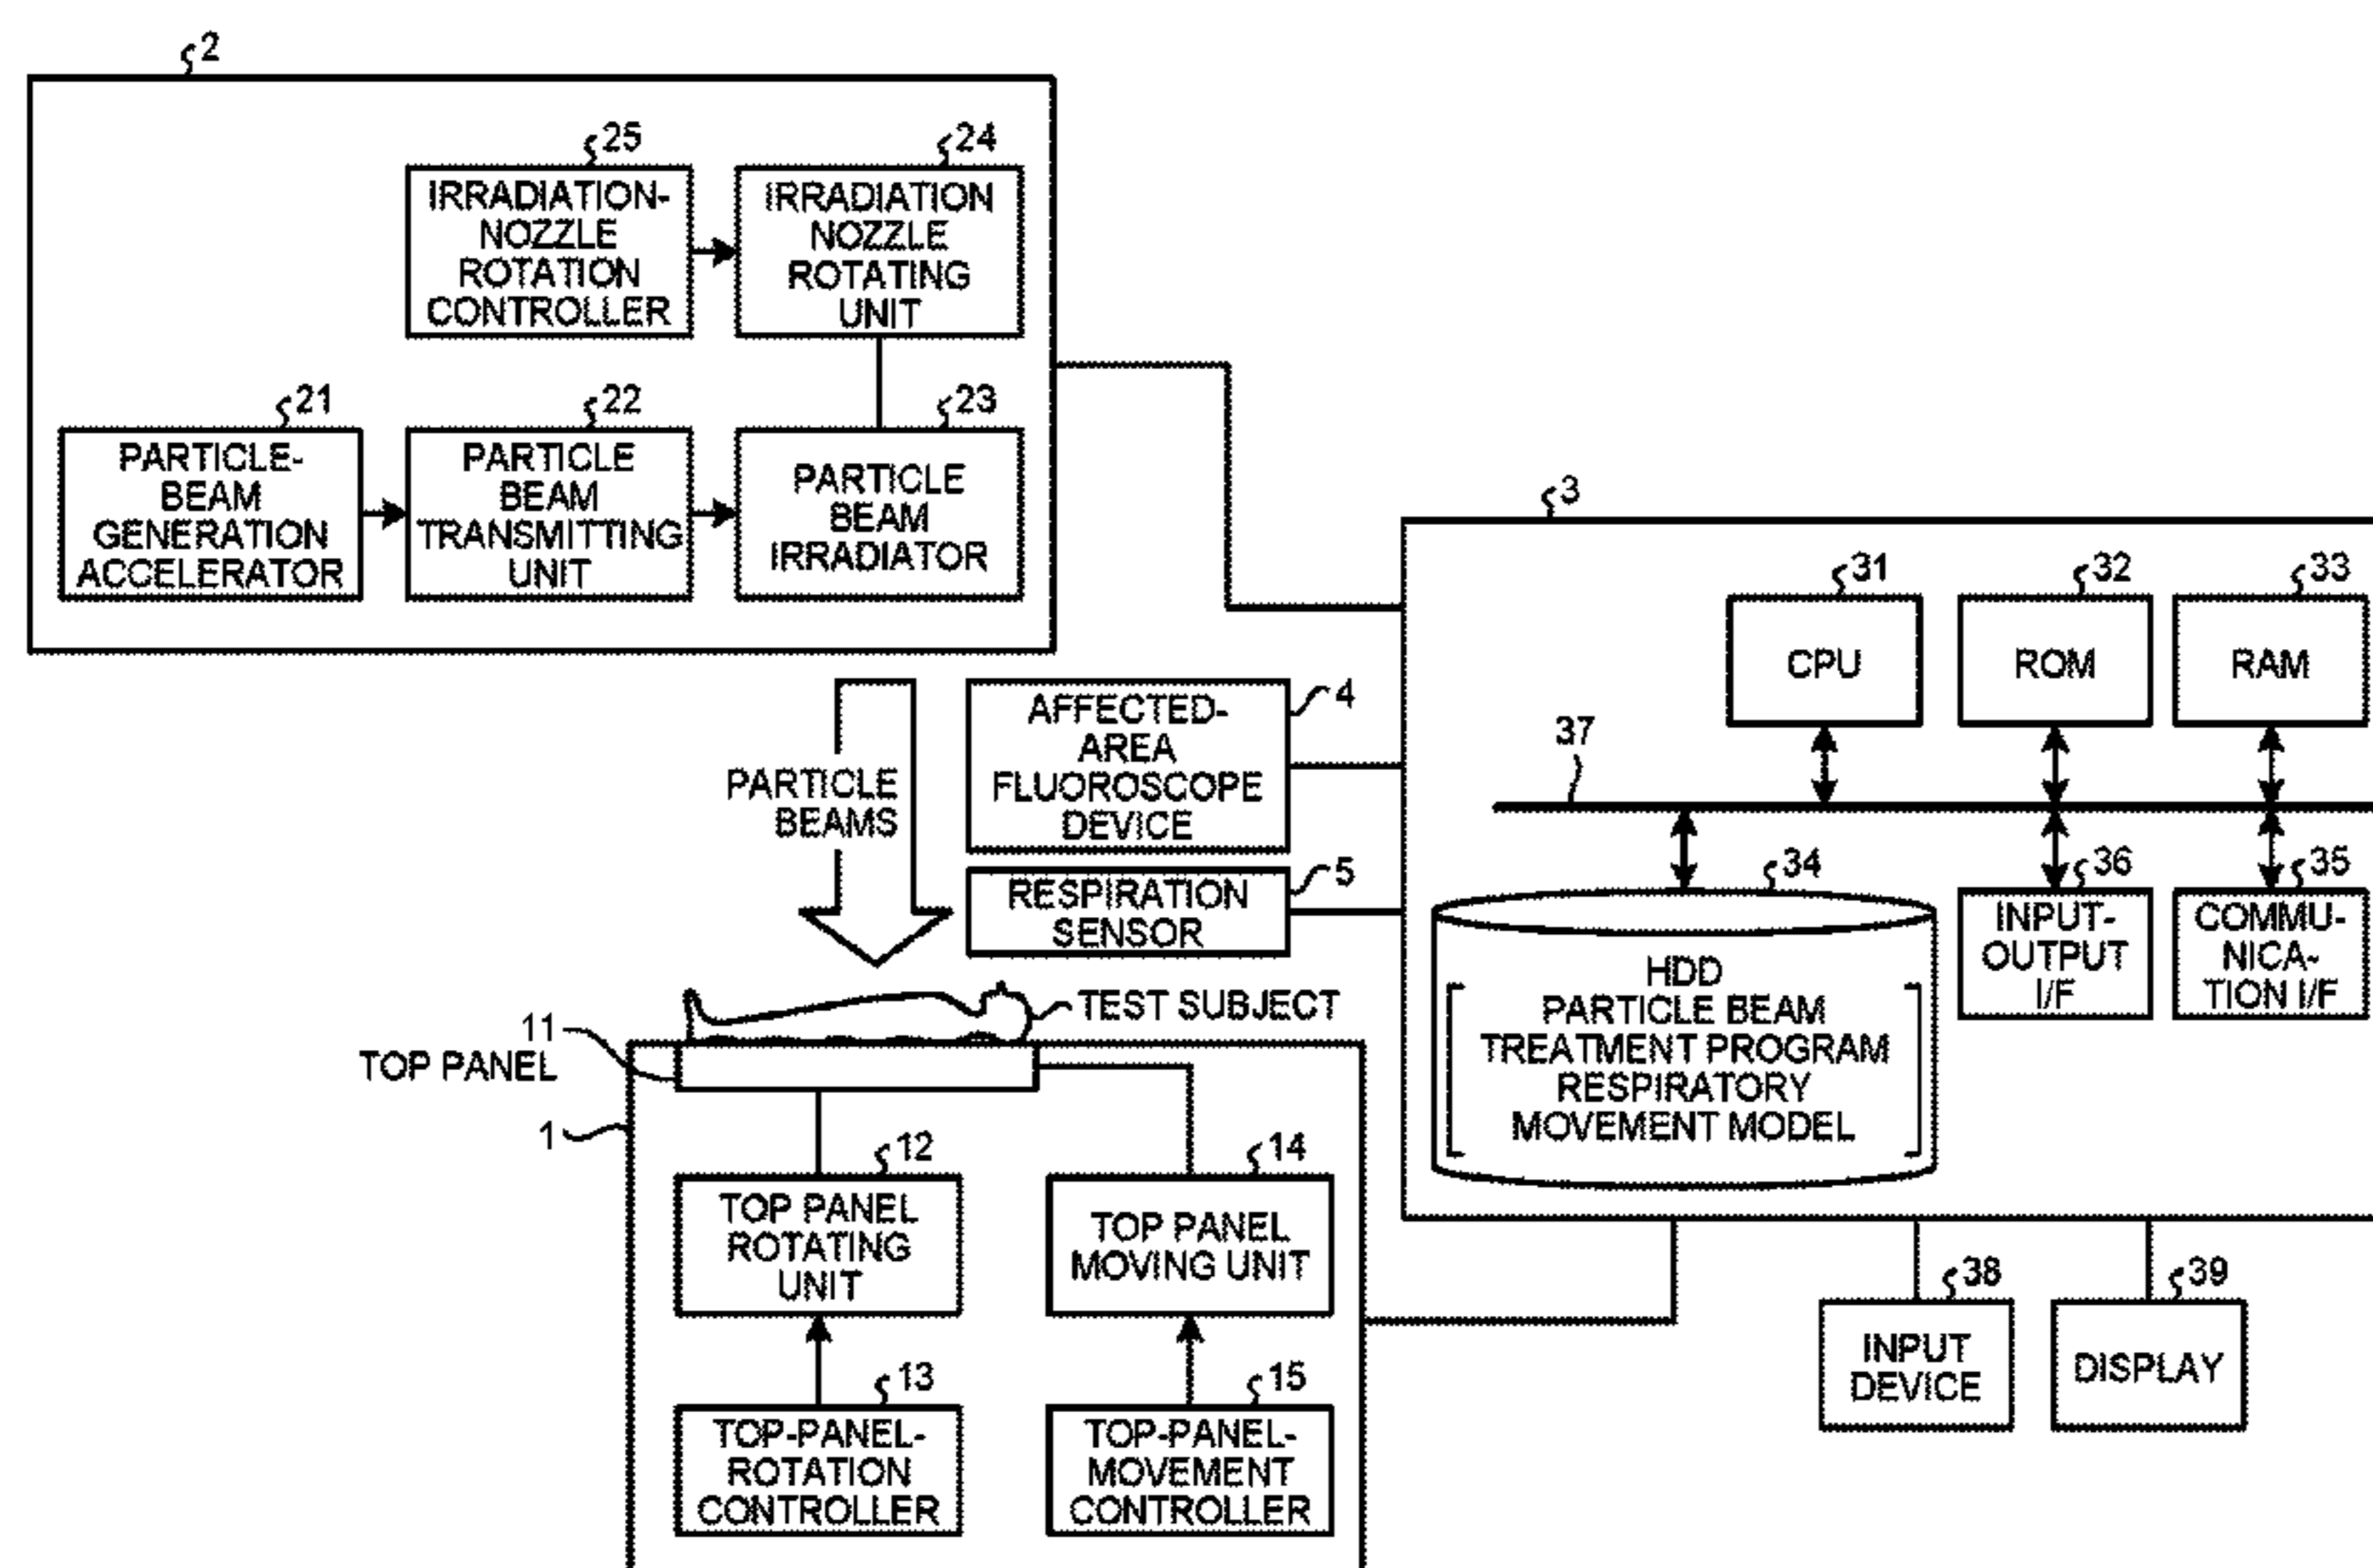 2
25
IRRADIATION-
NOZZLE
ROTATION
CONTROLLER
24
IRRADIATION
NOZZLE
ROTATING
UNIT
21
PARTICLE-
BEAM
GENERATION
ACCELERATOR
22
PARTICLE
BEAM
TRANSMITTING
UNIT
23
PARTICLE
BEAM
IRRADIATOR
PARTICLE
BEAMS
AFFECTED-
AREA
FLUOROSCOPE
DEVICE
4
RESPIRATION
SENSOR
5
TEST SUBJECT
11
TOP PANEL
1
12
TOP PANEL
ROTATING
UNIT
14
TOP PANEL
MOVING UNIT
13
TOP-PANEL-
ROTATION
CONTROLLER
15
TOP-PANEL-
MOVEMENT
CONTROLLER
3
31
CPU
32
ROM
33
RAM
37
34
HDD
PARTICLE BEAM
TREATMENT PROGRAM
RESPIRATORY
MOVEMENT MODEL
36
INPUT-
OUTPUT
I/F
35
COMMU-
NICA-
TION I/F
38
INPUT
DEVICE
39
DISPLAY